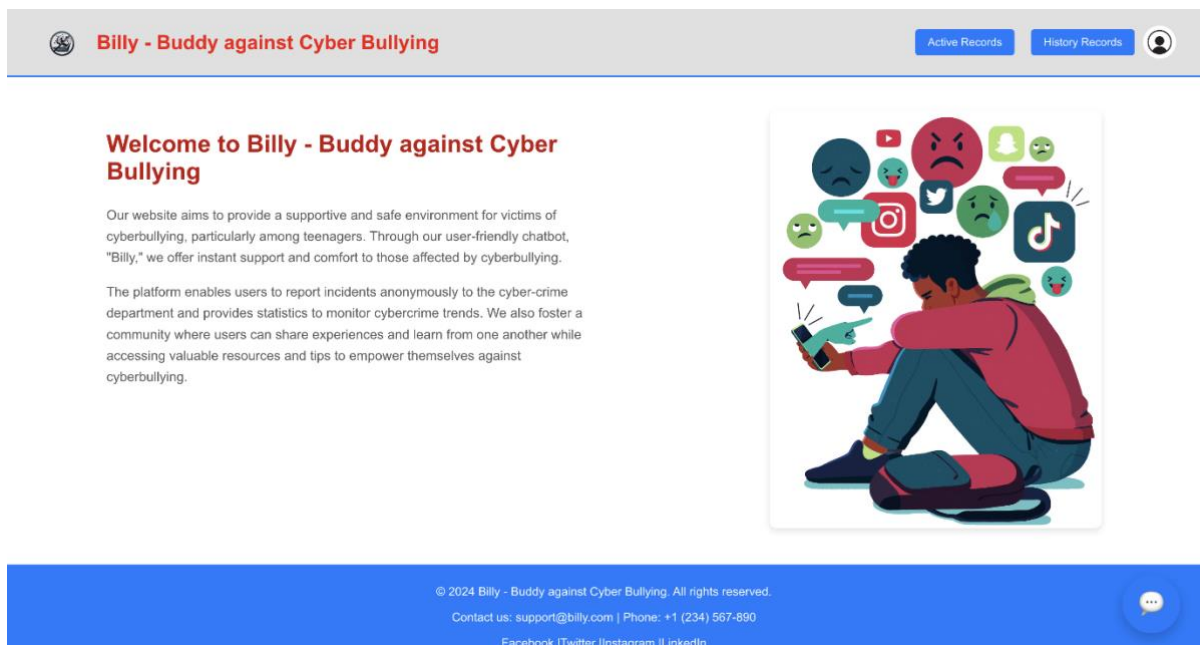 Billy - Buddy against Cyber Bullying
Active Records
History Records
Welcome to Billy - Buddy against Cyber
Bullying
Our website aims to provide a supportive and safe environment for victims of
cyberbullying, particularly among teenagers. Through our user-friendly chatbot,
"Billy," we offer instant support and comfort to those affected by cyberbullying.
The platform enables users to report incidents anonymously to the cyber-crime
department and provides statistics to monitor cybercrime trends. We also foster a
community where users can share experiences and learn from one another while
accessing valuable resources and tips to empower themselves against
cyberbullying.
© 2024 Billy - Buddy against Cyber Bullying. All rights reserved.
Contact us: support@billy.com | Phone: +1 (234) 567-890
Facebook |Twitter |Instagram |LinkedIn